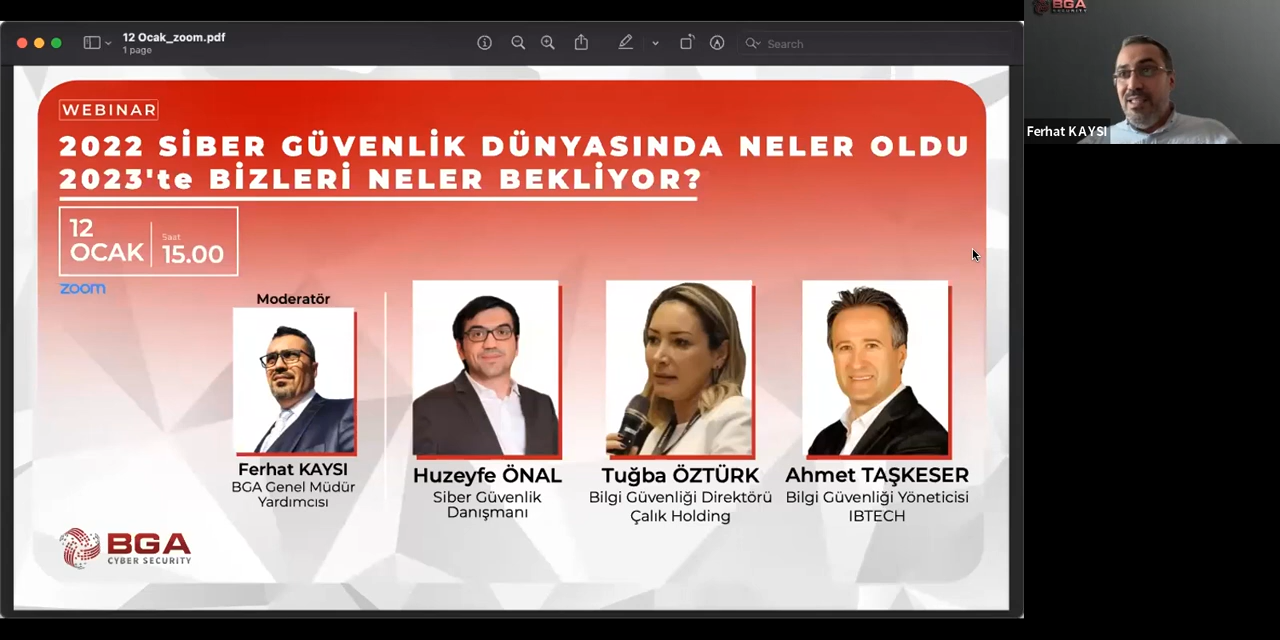 12 Ocak_zoom.pdf
1 page
Search
BGA
SECURITY
Ferhat KAYSI
WEBINAR
2022 SİBER GÜVENLİK DÜNYASINDA NELER OLDU
2023'te BİZLERİ NELER BEKLİYOR?
12
OCAK
Saat
15.00
zoom
Moderatör
Ferhat KAYSI
BGA Genel Müdür
Yardımcısı
Huzeyfe ÖNAL
Siber Güvenlik
Danışmanı
Tuğba ÖZTÜRK
Bilgi Güvenliği Direktörü
Çalık Holding
Ahmet TAŞKESER
Bilgi Güvenliği Yöneticisi
IBTECH
BGA
CYBER SECURITY